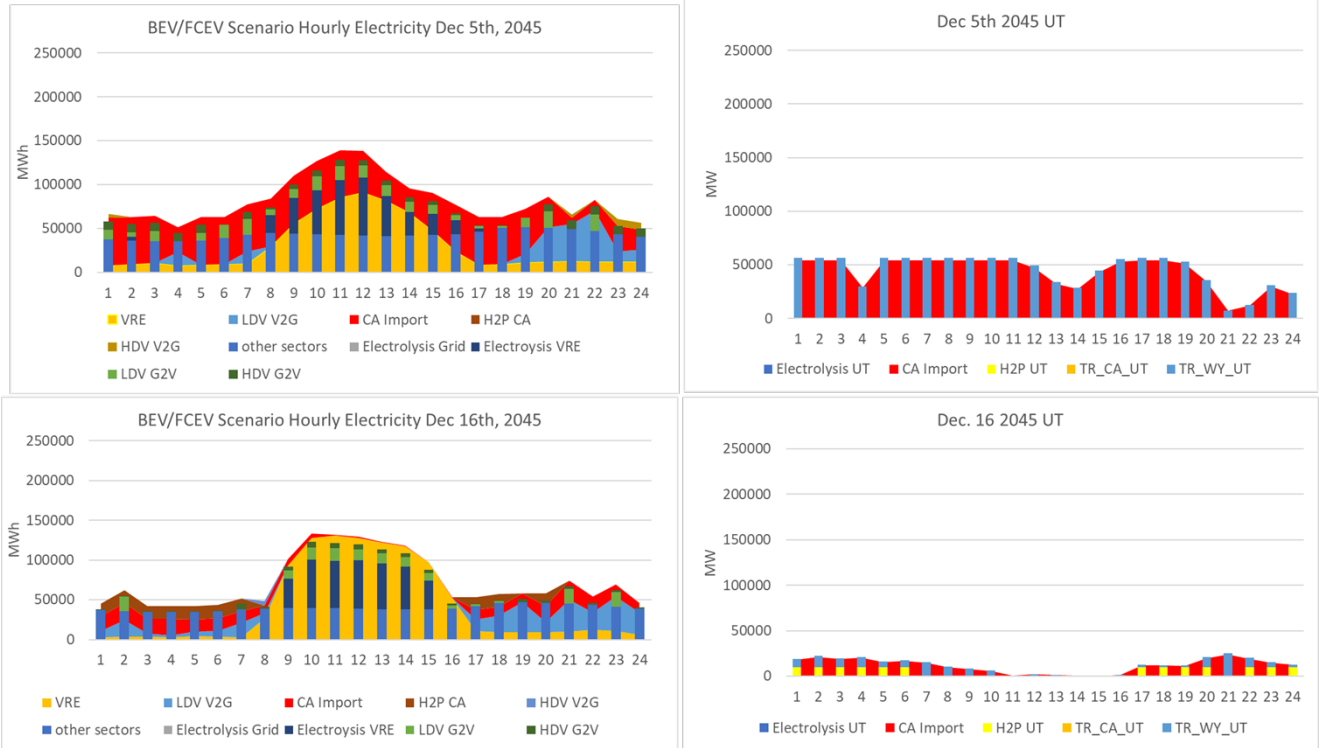 BEV/FCEV Scenario Hourly Electricity Dec 5th, 2045
250000
200000
150000
100000
50000
0
MWh
1 2 3 4 5 6 7 8 9 10 11 12 13 14 15 16 17 18 19 20 21 22 23 24
VRE LDV V2G CA Import H2P CA
HDV V2G other sectors Electrolysis Grid Electroysis VRE
LDV G2V HDV G2V
Dec 5th 2045 UT
250000
200000
150000
100000
50000
0
MW
1 2 3 4 5 6 7 8 9 10 11 12 13 14 15 16 17 18 19 20 21 22 23 24
Electrolysis UT CA Import H2P UT TR_CA_UT TR_WY_UT
BEV/FCEV Scenario Hourly Electricity Dec 16th, 2045
250000
200000
150000
100000
50000
0
MWh
1 2 3 4 5 6 7 8 9 10 11 12 13 14 15 16 17 18 19 20 21 22 23 24
VRE LDV V2G CA Import H2P CA HDV V2G
other sectors Electrolysis Grid Electroysis VRE LDV G2V HDV G2V
Dec. 16 2045 UT
250000
200000
150000
100000
50000
0
MW
1 2 3 4 5 6 7 8 9 10 11 12 13 14 15 16 17 18 19 20 21 22 23 24
Electrolysis UT CA Import H2P UT TR_CA_UT TR_WY_UT